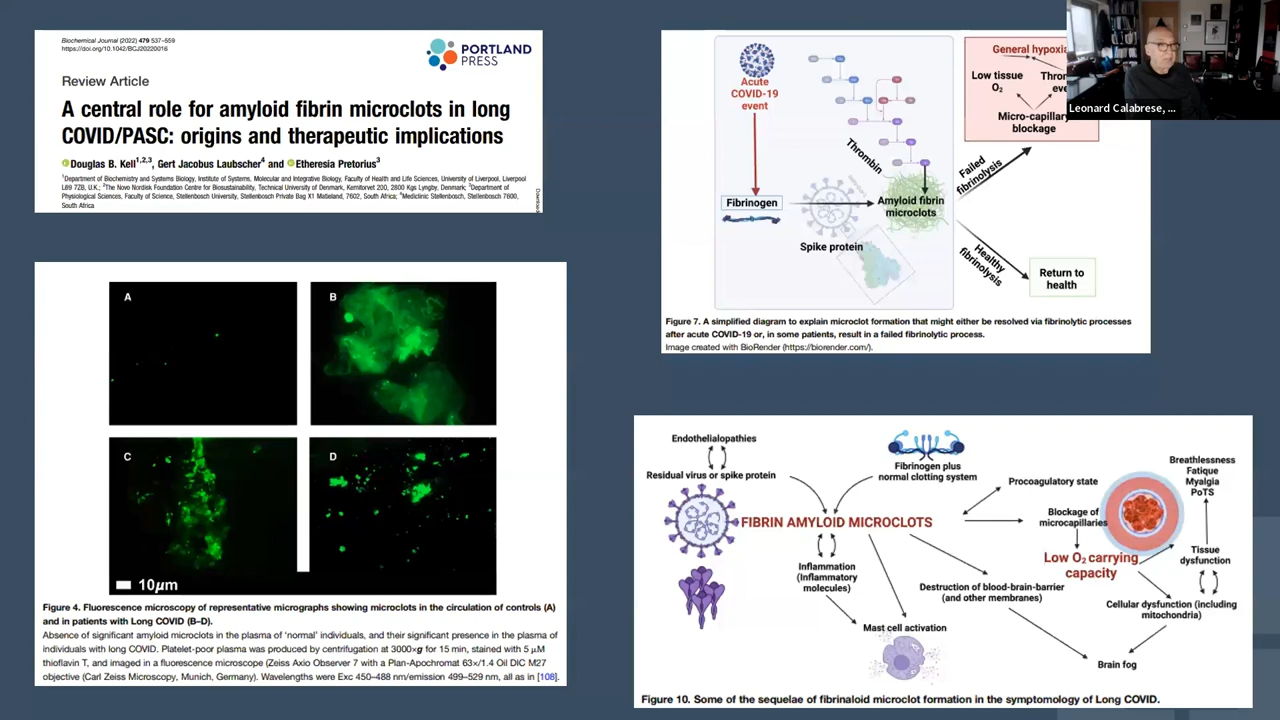 Biochemical Journal (2022) 479 537–559
https://doi.org/10.1042/BCJ20220016
PORTLAND
PRESS
Review Article
A central role for amyloid fibrin microclots in long
COVID/PASC: origins and therapeutic implications
Douglas B. Kell1,2,3, Gert Jacobus Laubscher4 and Etheresia Pretorius3
1Department of Biochemistry and Systems Biology, Institute of Systems, Molecular and Integrative Biology, Faculty of Health and Life Sciences, University of Liverpool, Liverpool
L69 7ZB, U.K.; 2The Novo Nordisk Foundation Centre for Biosustainability, Technical University of Denmark, Kemitorvet 200, 2800 Kgs Lyngby, Denmark; 3Department of
Physiological Sciences, Faculty of Science, Stellenbosch University, Stellenbosch Private Bag X1 Matieland, 7602, South Africa; 4Mediclinic Stellenbosch, Stellenbosch 7600,
South Africa
A
B
C
D
10μm
Figure 4. Fluorescence microscopy of representative micrographs showing microclots in the circulation of controls (A)
and in patients with Long COVID (B–D).
Absence of significant amyloid microclots in the plasma of 'normal' individuals, and their significant presence in the plasma of
individuals with long COVID. Platelet-poor plasma was produced by centrifugation at 3000×g for 15 min, stained with 5 μM
thioflavin T, and imaged in a fluorescence microscope (Zeiss Axio Observer 7 with a Plan-Apochromat 63×/1.4 Oil DIC M27
objective (Carl Zeiss Microscopy, Munich, Germany). Wavelengths were Exc 450–488 nm/emission 499–529 nm, all as in [108].
Acute
COVID-19
event
Fibrinogen
Thrombin
Spike protein
Amyloid fibrin
microclots
Failed
fibrinolysis
Healthy
fibrinolysis
General hypoxia
Low tissue
O2
Micro-capillary
blockage
Return to
health
Leonard Calabrese, ...
Figure 7. A simplified diagram to explain microclot formation that might either be resolved via fibrinolytic processes
after acute COVID-19 or, in some patients, result in a failed fibrinolytic process.
Image created with BioRender (https://biorender.com/).
Endothelialopathies
Residual virus or spike protein
Fibrinogen plus
normal clotting system
FIBRIN AMYLOID MICROCLOTS
Inflammation
(Inflammatory
molecules)
Mast cell activation
Destruction of blood-brain-barrier
(and other membranes)
Procoagulatory state
Blockage of
microcapillaries
Low O2 carrying
capacity
Breathlessness
Fatique
Myalgia
PoTS
Tissue
dysfunction
Cellular dysfunction (including
mitochondria)
Brain fog
Figure 10. Some of the sequelae of fibrinaloid microclot formation in the symptomology of Long COVID.